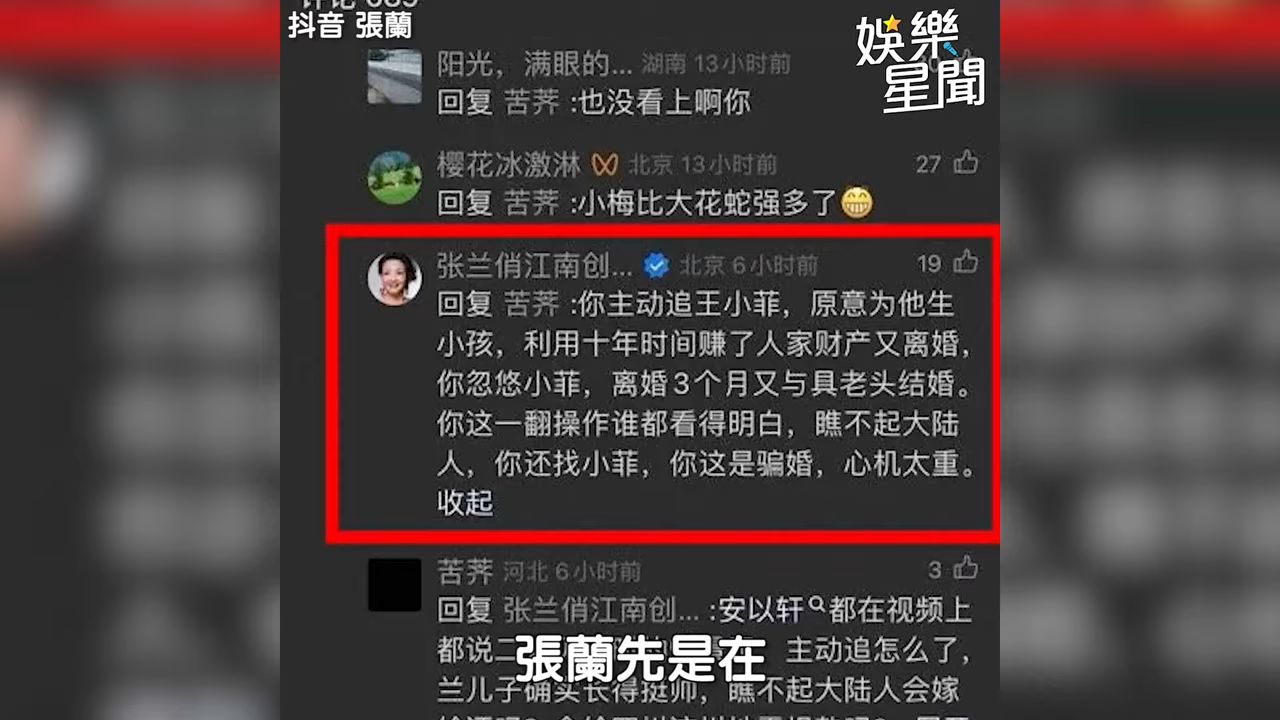 评论 689
抖音 張蘭
娛樂
星聞
阳光，满眼的... 湖南 13小时前
回复 苦荠 :也没看上啊你
樱花冰激淋 北京 13小时前
27
回复 苦荠 :小梅比大花蛇强多了😁
张兰俏江南创... 北京 6小时前
19
回复 苦荠 :你主动追王小菲，原意为他生
小孩，利用十年时间赚了人家财产又离婚，
你忽悠小菲，离婚3个月又与具老头结婚。
你这一翻操作谁都看得明白，瞧不起大陆
人，你还找小菲，你这是骗婚，心机太重。
收起
苦荠 河北 6小时前
3
回复 张兰俏江南创... :安以轩都在视频上
都说二 主动追怎么了，
張蘭先是在
兰儿子确实长得挺帅，瞧不起大陆人会嫁